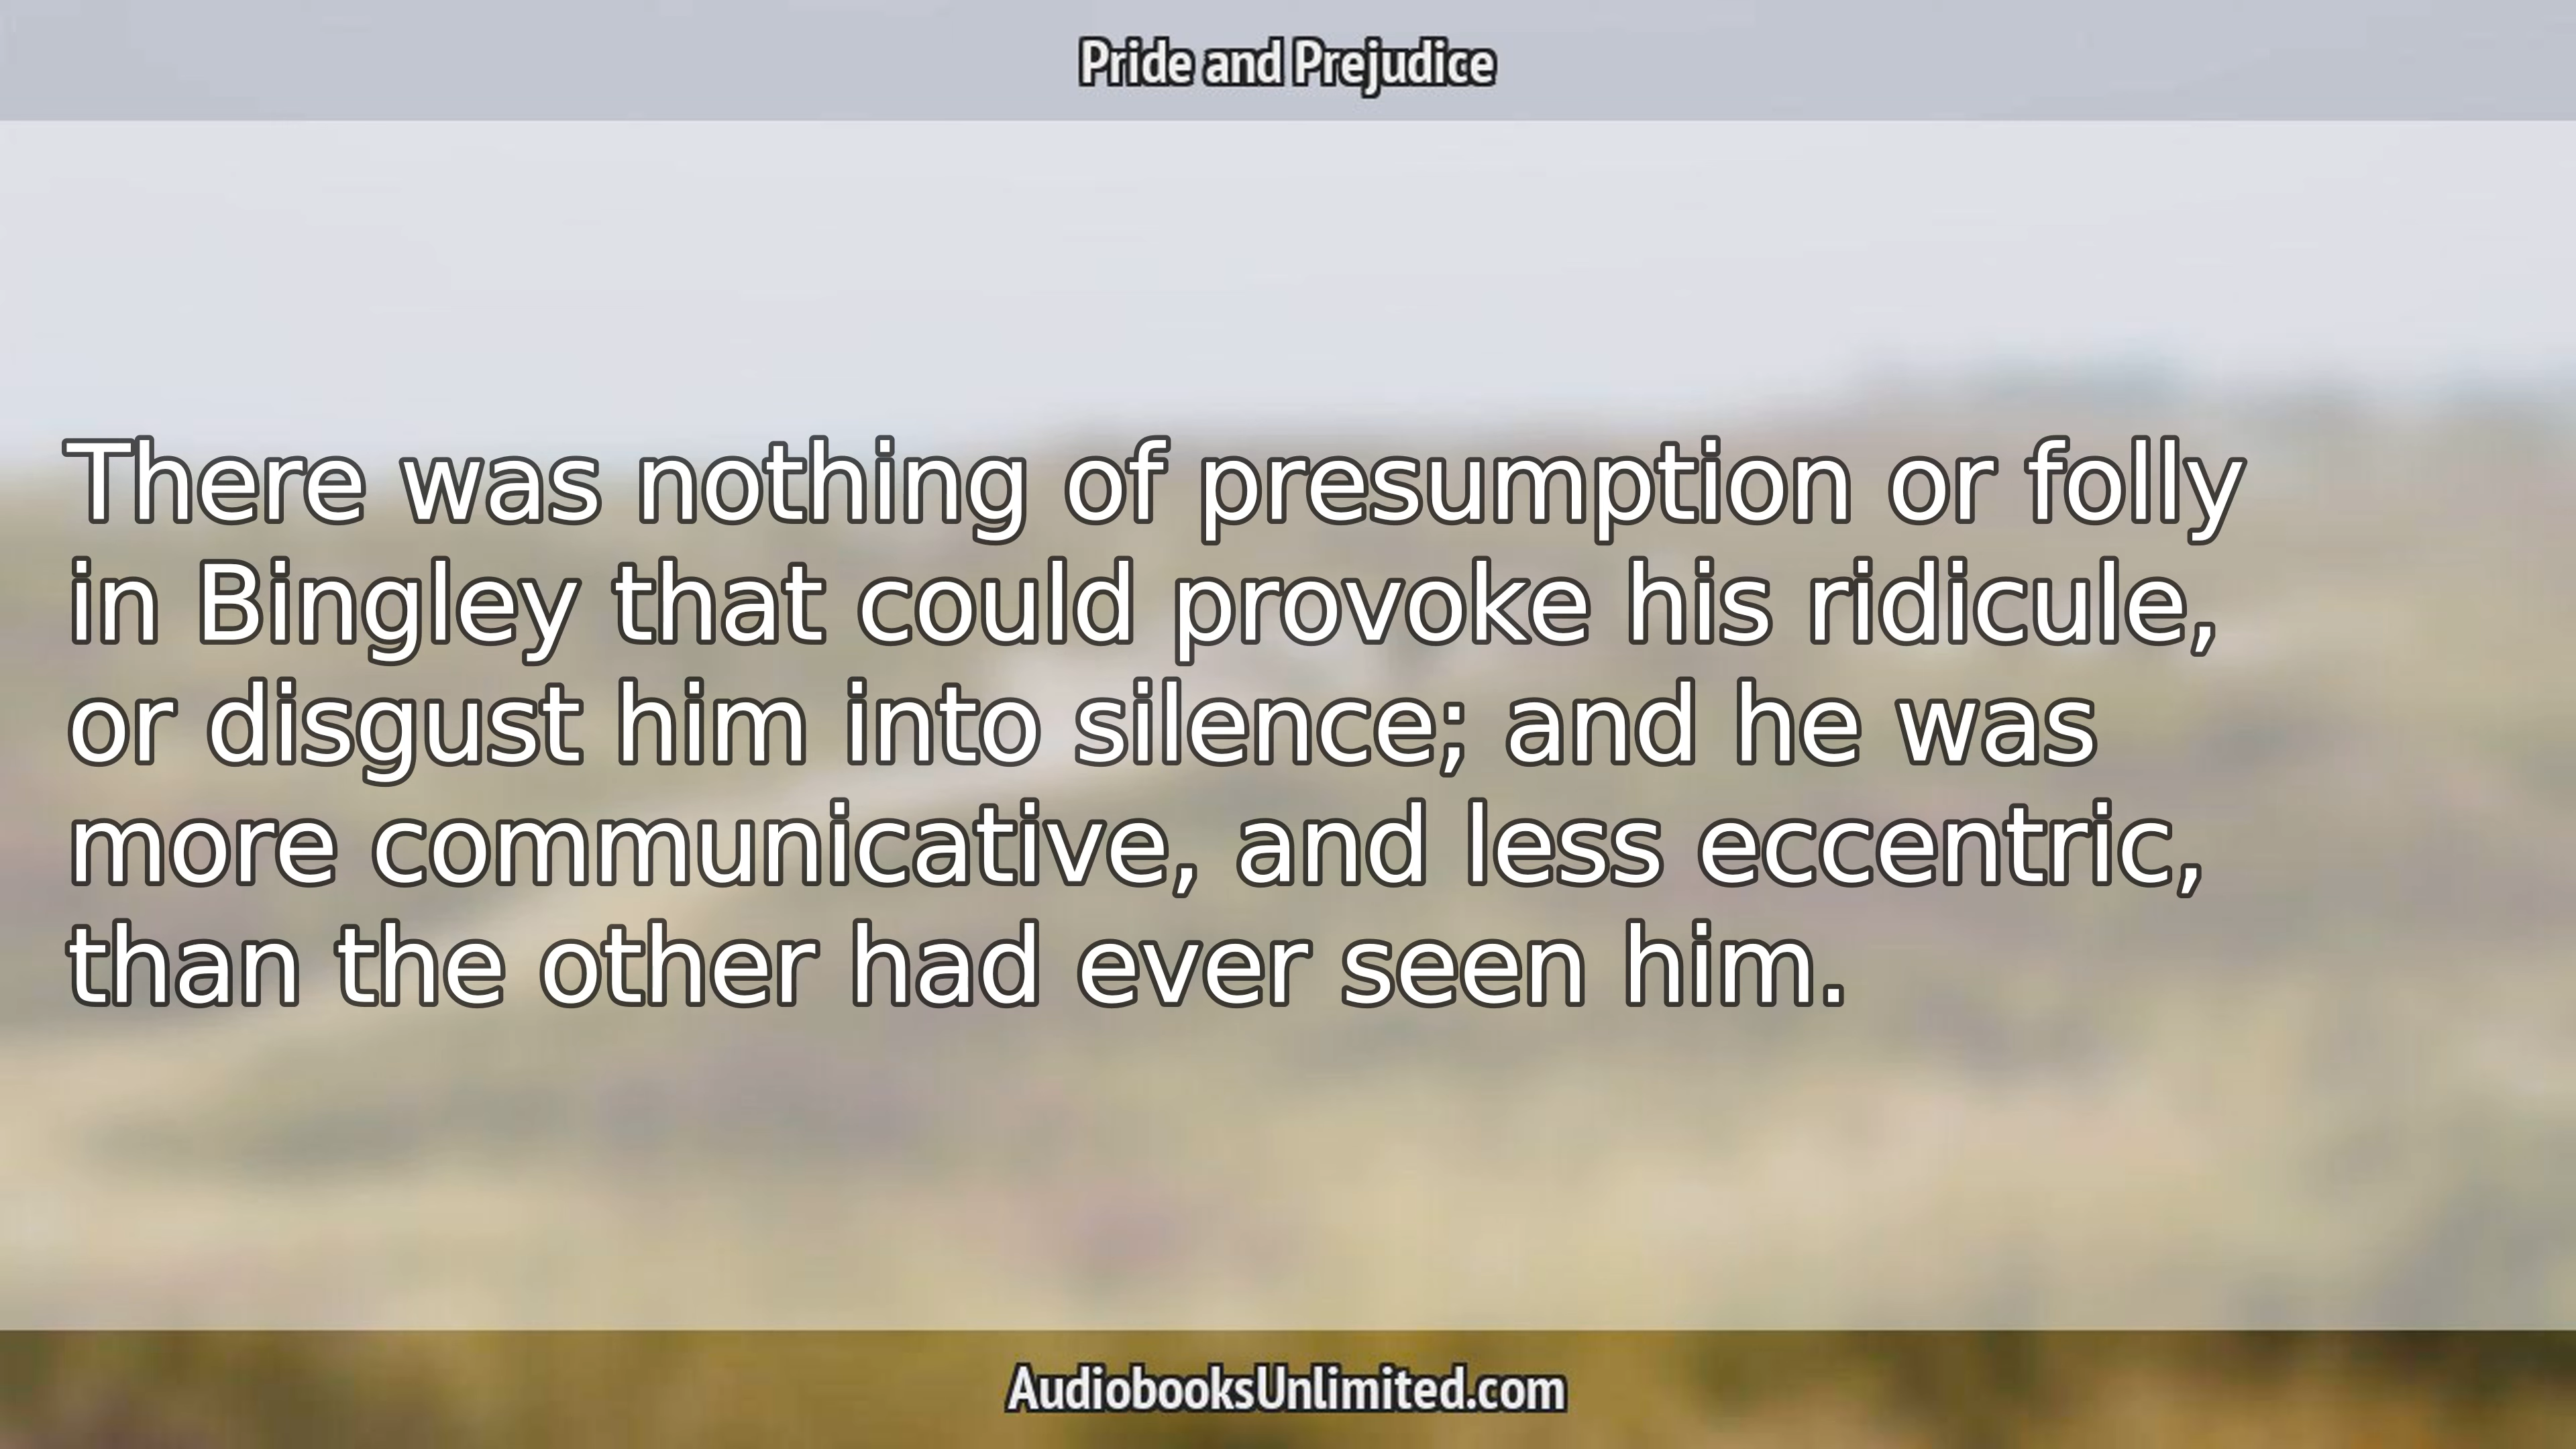 Pride and Prejudice
There was nothing of presumption or folly
in Bingley that could provoke his ridicule,
or disgust him into silence; and he was
more communicative, and less eccentric,
than the other had ever seen him.
AudiobooksUnlimited.com